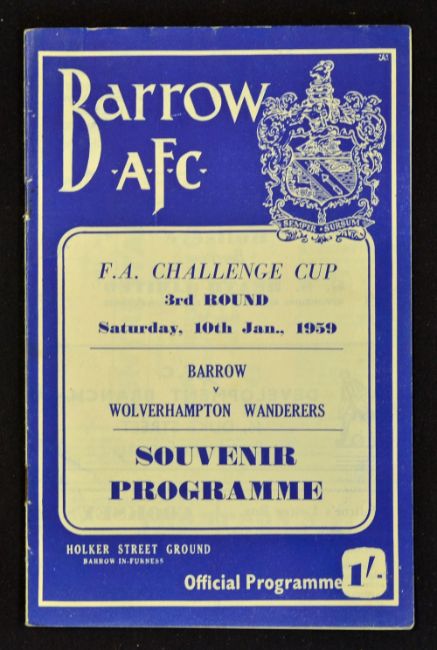 Barrow
·A·F·C·
SEMPER · SURSUM
F.A. CHALLENGE CUP
3rd ROUND
Saturday, 10th Jan., 1959
BARROW
v
WOLVERHAMPTON WANDERERS
SOUVENIR
PROGRAMME
HOLKER STREET GROUND
BARROW IN-FURNESS
Official Programme 1/-